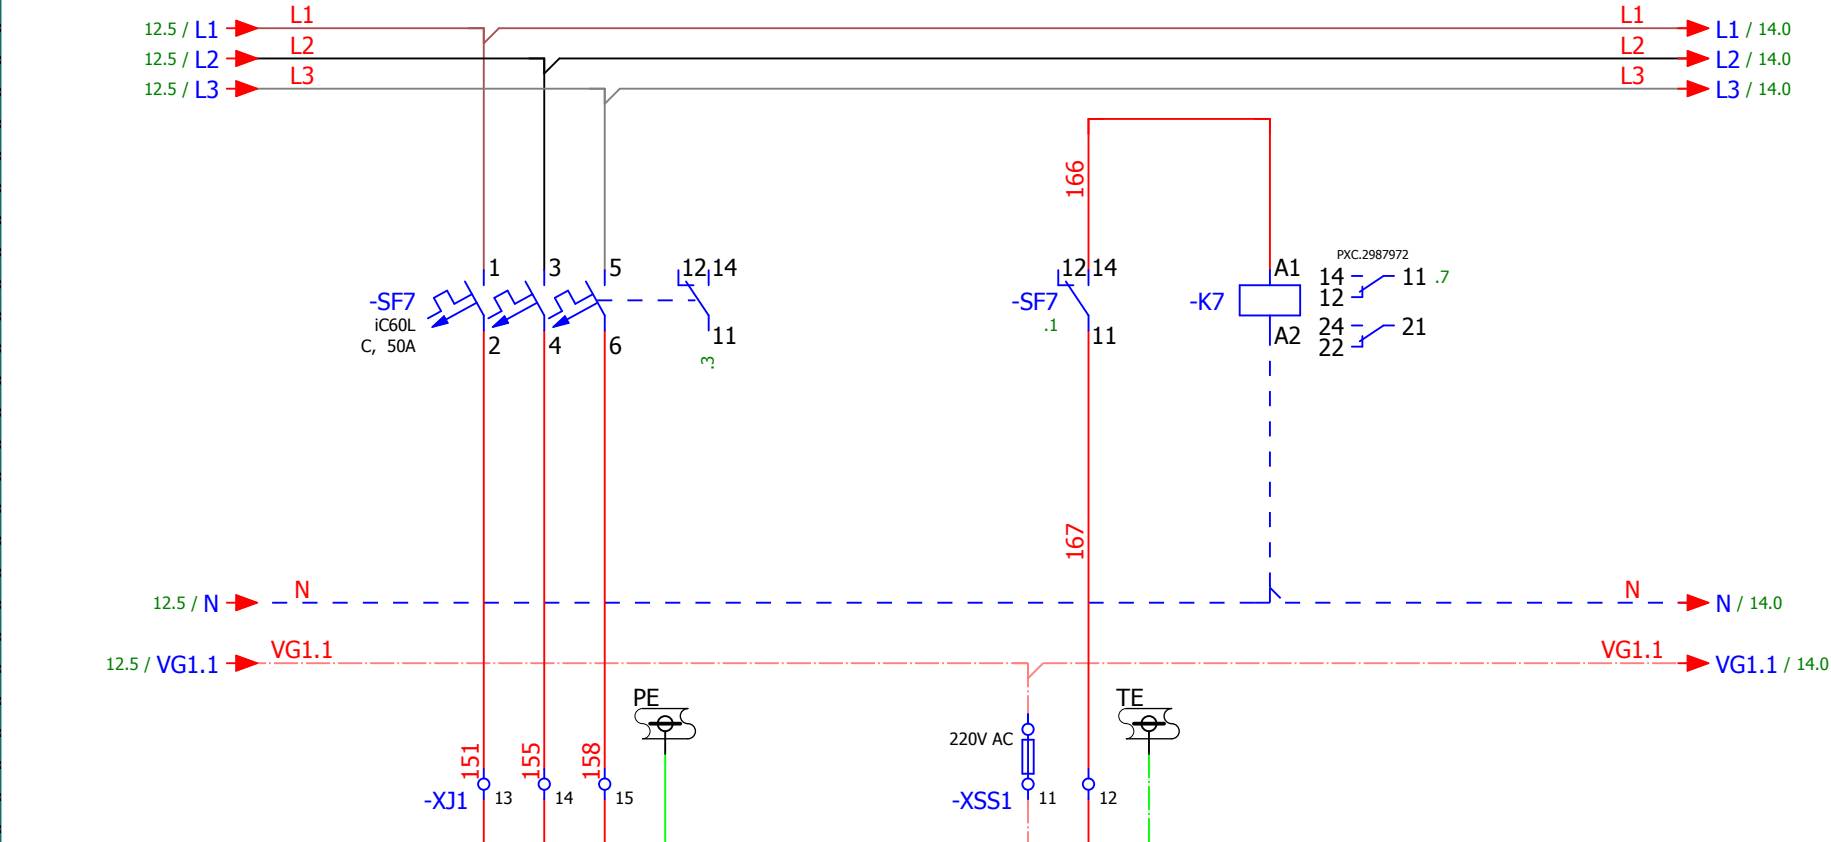 L1 L1
12.5 / L1 L1 / 14.0
L2 L2
12.5 / L2 L2 / 14.0
L3 L3
12.5 / L3 L3 / 14.0
166
1 3 5 12 14
-SF7
iC60L
C, 50A
2 4 6 11
.3
12 14
-SF7
.1
11
A1
-K7
A2
PXC.2987972
14 11 .7
12
24 21
22
167
N N
12.5 / N N / 14.0
VG1.1 VG1.1
12.5 / VG1.1 VG1.1 / 14.0
PE TE
151 155 158
220V AC
-XJ1 13 14 15
-XSS1 11 12